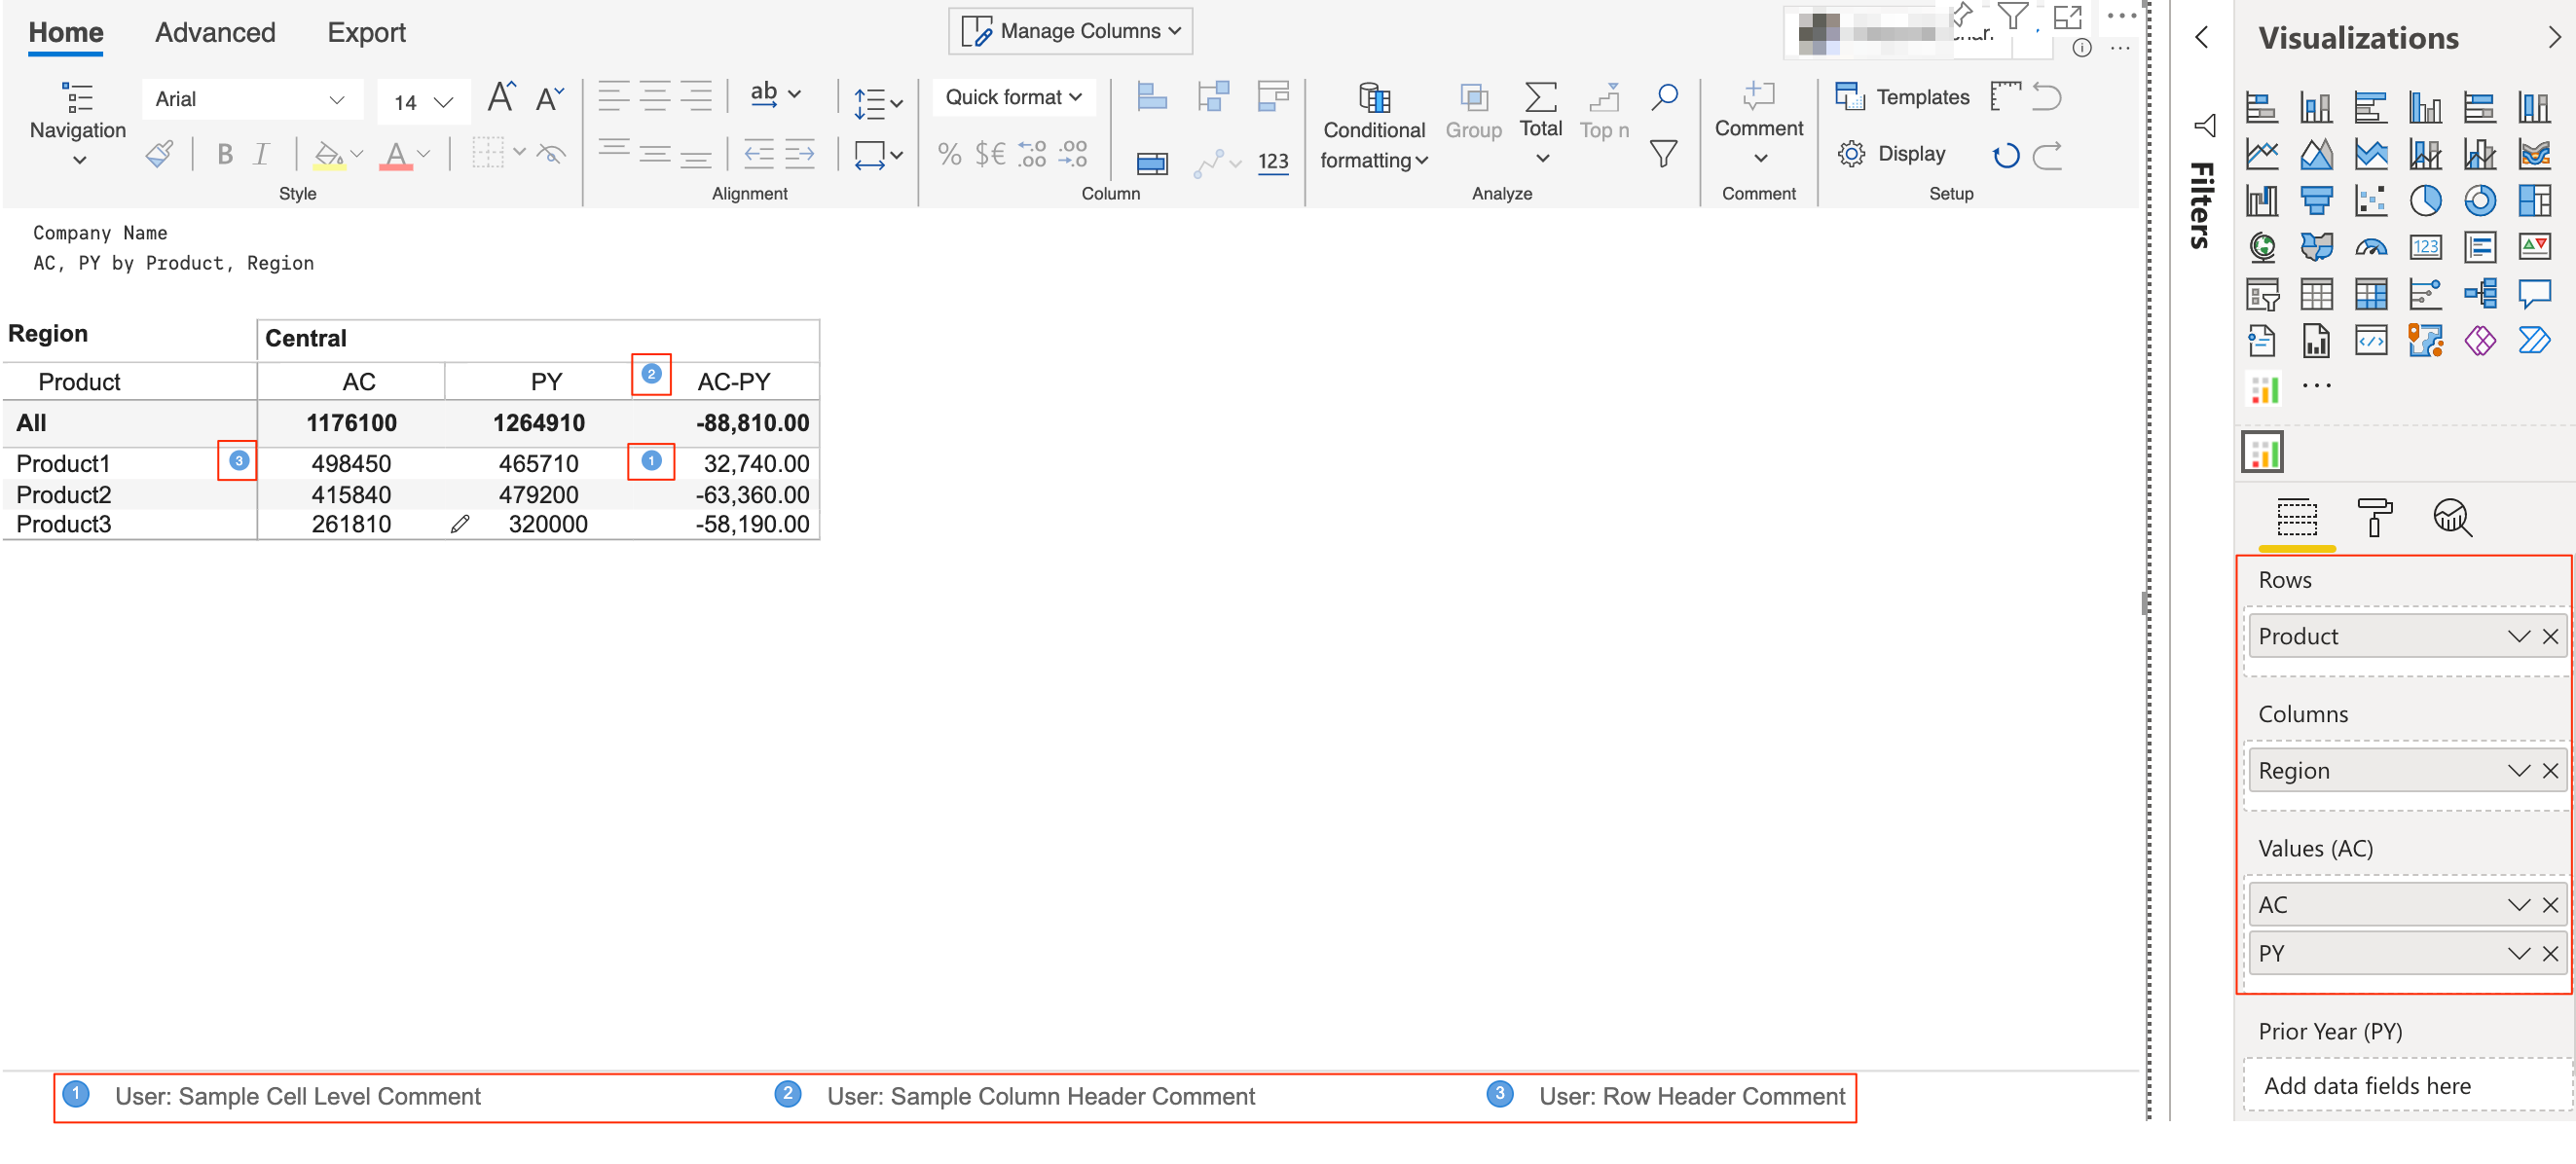 Home Advanced Export Manage Columns
Visualizations
Navigation
Arial 14
B I
Style
ab
Alignment
Quick format
% $€ .0 .00 .00 .0 123
Column
Conditional formatting
Group Total Top n
Analyze
Comment
Comment
Templates
Display
Setup
Filters
Company Name
AC, PY by Product, Region
Region Central
Product AC PY 2 AC-PY
All 1176100 1264910 -88,810.00
Product1 3 498450 465710 1 32,740.00
Product2 415840 479200 -63,360.00
Product3 261810 320000 -58,190.00
1 User: Sample Cell Level Comment 2 User: Sample Column Header Comment 3 User: Row Header Comment
123
Rows
Product
Columns
Region
Values (AC)
AC
PY
Prior Year (PY)
Add data fields here